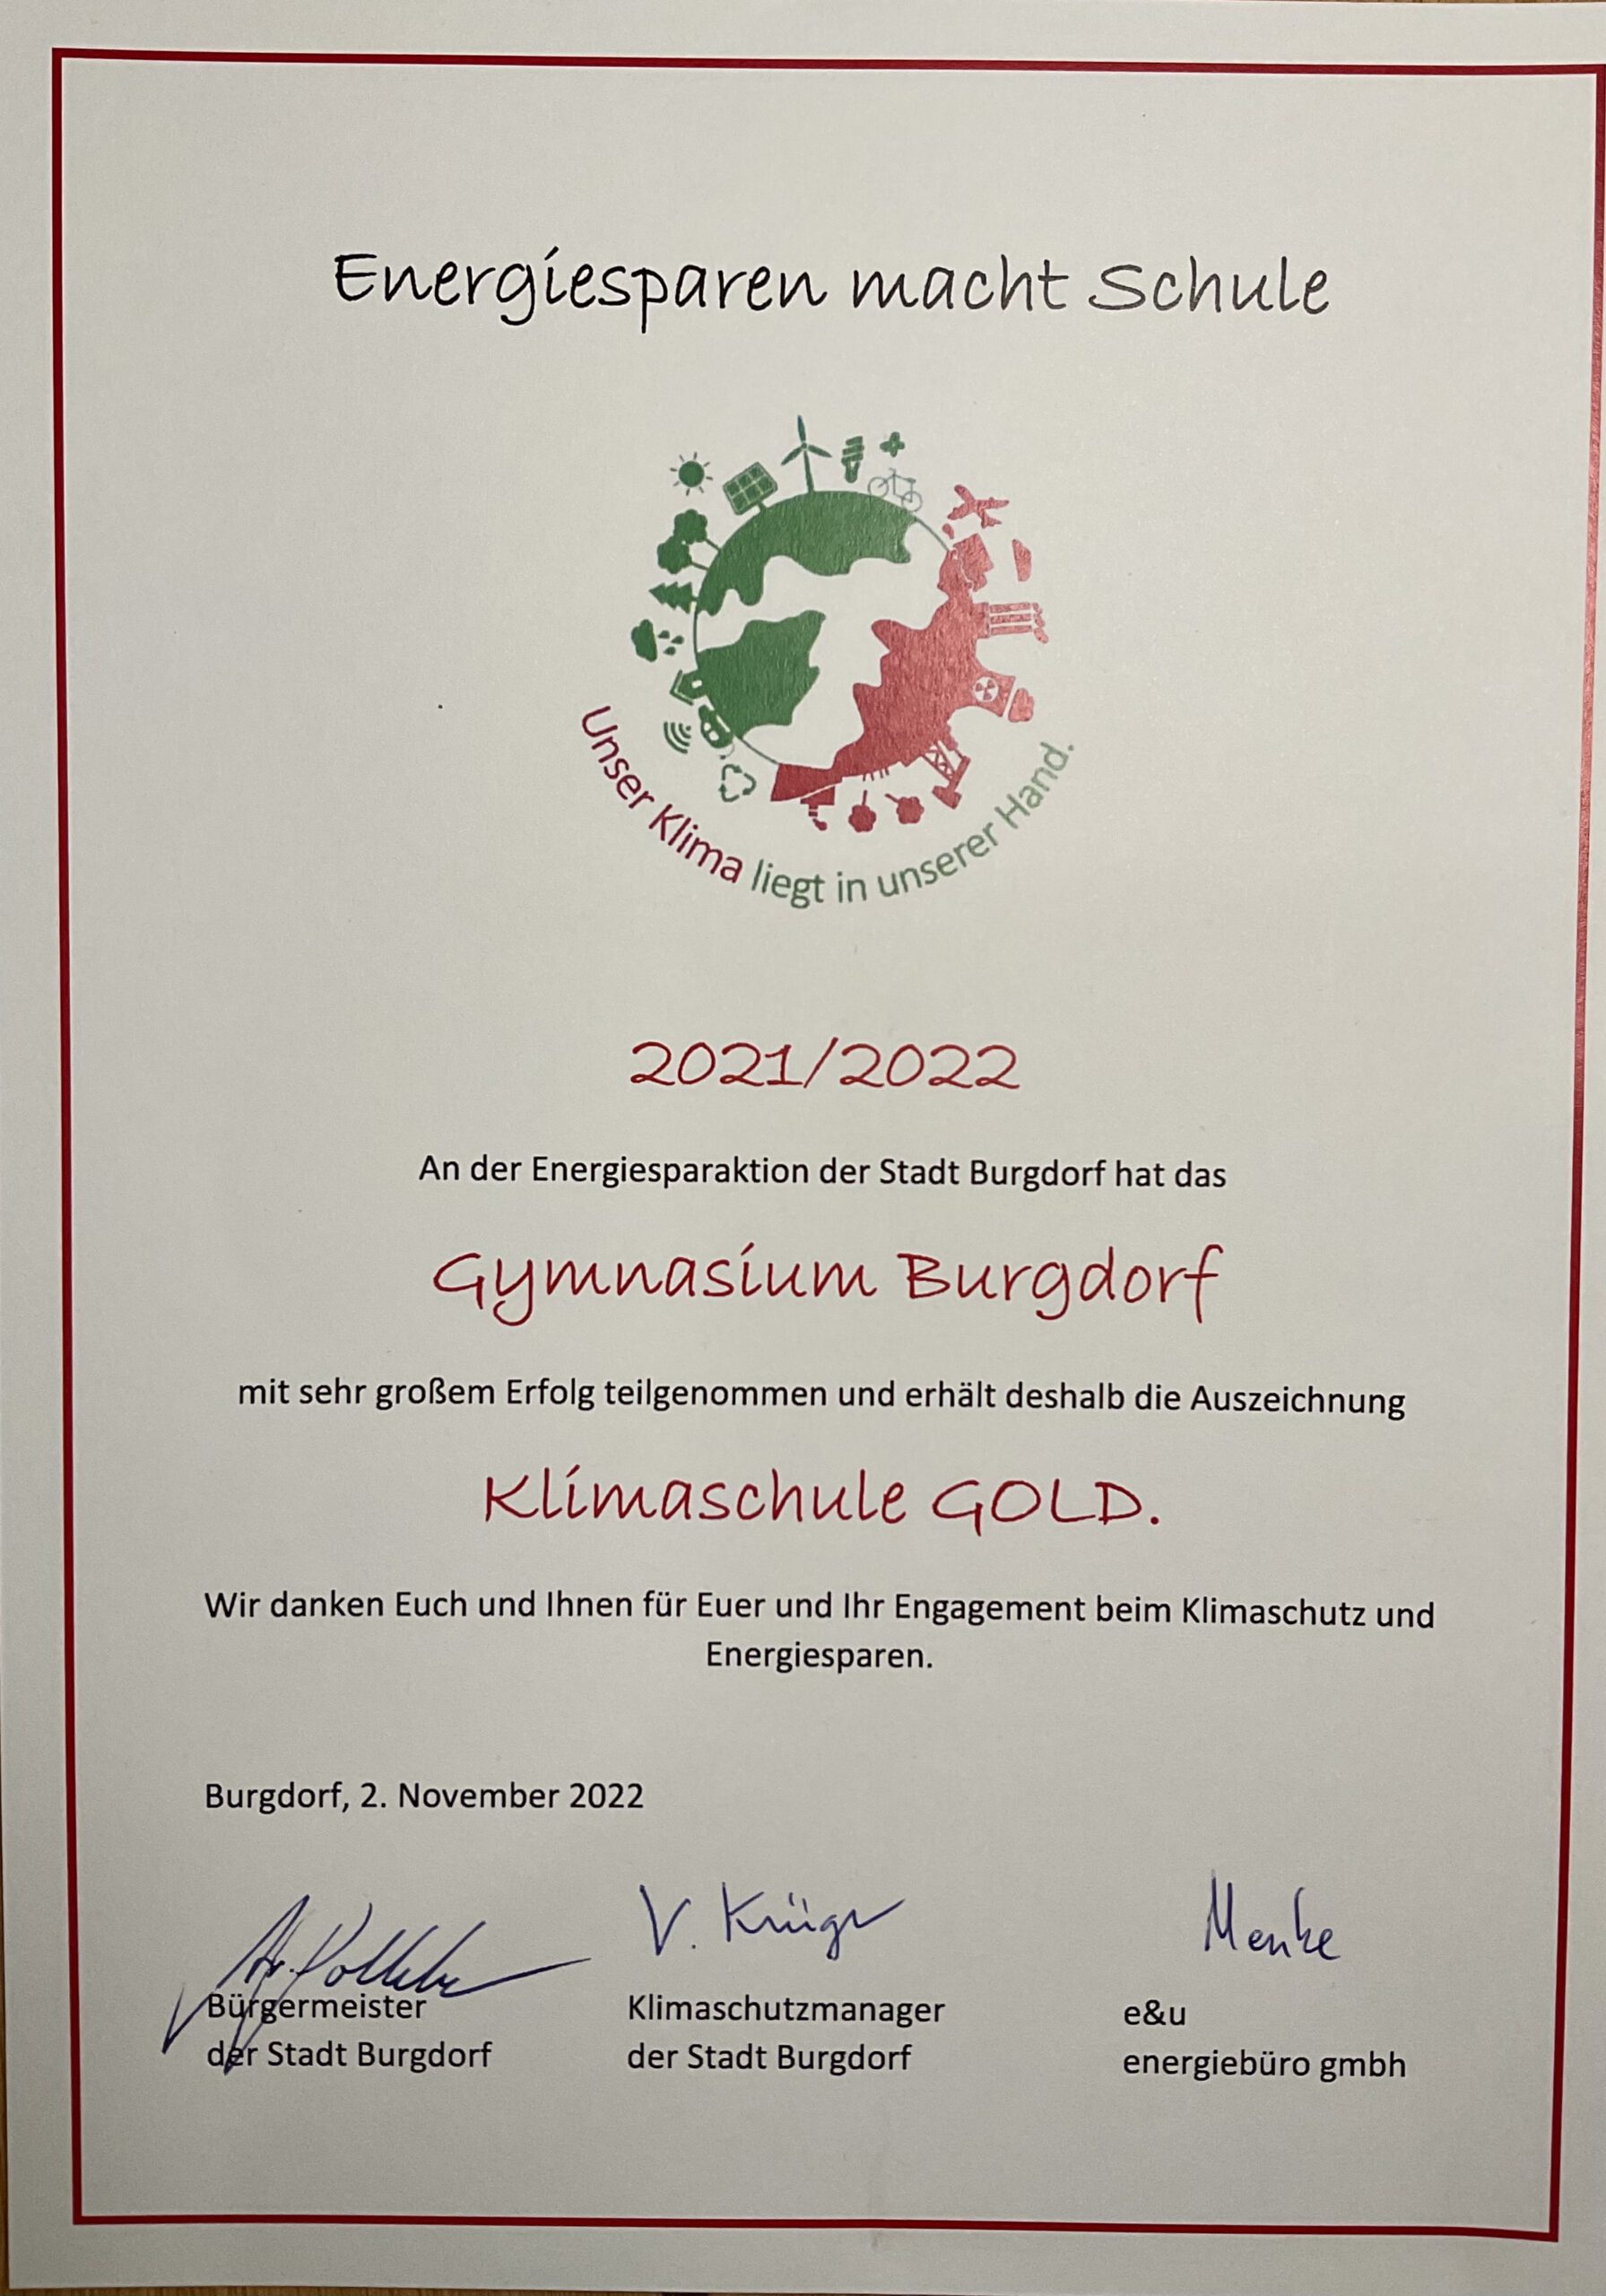 Energiesparen macht Schule
Unser Klima liegt in unserer Hand.
2021/2022
An der Energiesparaktion der Stadt Burgdorf hat das
Gymnasium Burgdorf
mit sehr großem Erfolg teilgenommen und erhält deshalb die Auszeichnung
Klimaschule GOLD.
Wir danken Euch und Ihnen für Euer und Ihr Engagement beim Klimaschutz und
Energiesparen.
Burgdorf, 2. November 2022
V. Krüger
Menke
Bürgermeister
der Stadt Burgdorf
Klimaschutzmanager
der Stadt Burgdorf
e&u
energiebüro gmbh